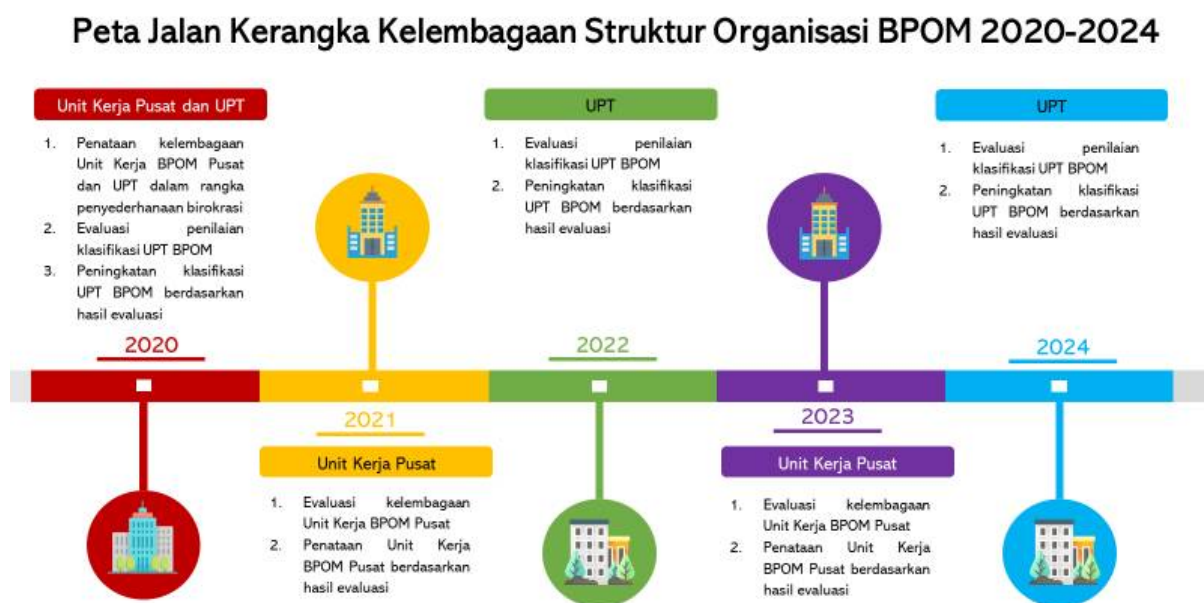 Peta Jalan Kerangka Kelembagaan Struktur Organisasi BPOM 2020-2024
Unit Kerja Pusat dan UPT
1. Penataan kelembagaan
Unit Kerja BPOM Pusat
dan UPT dalam rangka
penyederhanaan birokrasi
2. Evaluasi penilaian
klasifikasi UPT BPOM
3. Peningkatan klasifikasi
UPT BPOM berdasarkan
hasil evaluasi
2020
2021
Unit Kerja Pusat
1. Evaluasi kelembagaan
Unit Kerja BPOM Pusat
2. Penataan Unit Kerja
BPOM Pusat berdasarkan
hasil evaluasi
UPT
1. Evaluasi penilaian
klasifikasi UPT BPOM
2. Peningkatan klasifikasi
UPT BPOM berdasarkan
hasil evaluasi
2022
2023
Unit Kerja Pusat
1. Evaluasi kelembagaan
Unit Kerja BPOM Pusat
2. Penataan Unit Kerja
BPOM Pusat berdasarkan
hasil evaluasi
UPT
1. Evaluasi penilaian
klasifikasi UPT BPOM
2. Peningkatan klasifikasi
UPT BPOM berdasarkan
hasil evaluasi
2024